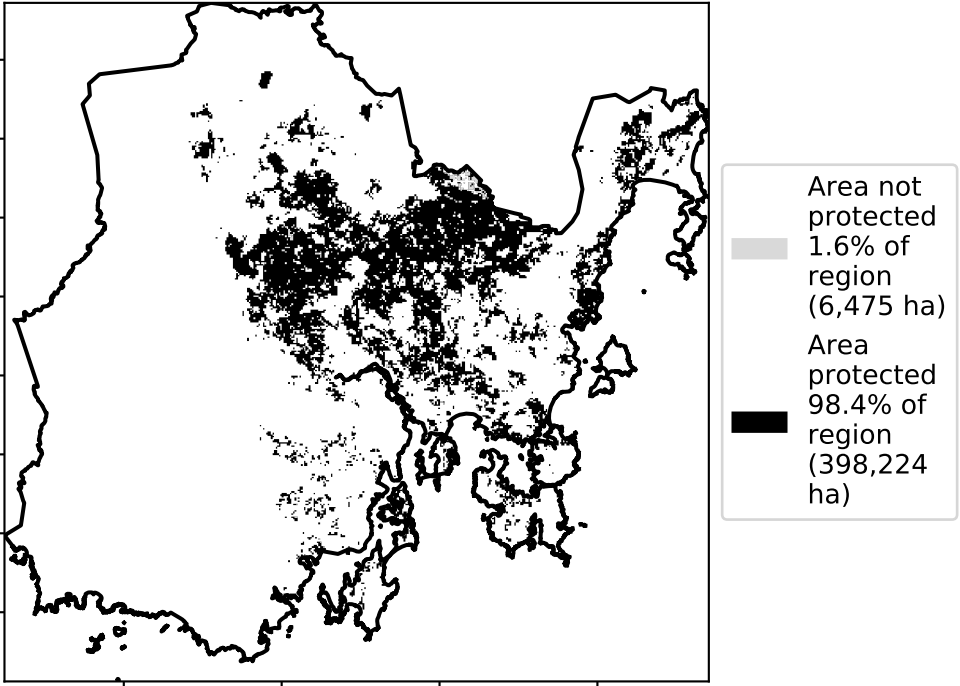 Area not
protected
1.6% of
region
(6,475 ha)
Area
protected
98.4% of
region
(398,224
ha)